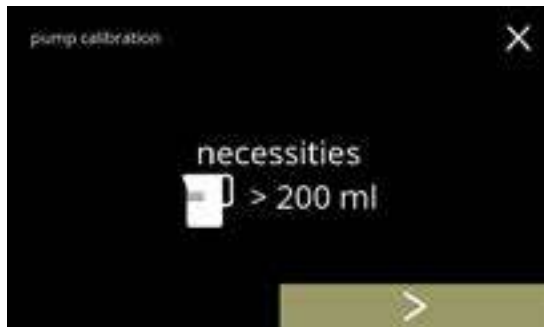 pump calibration
necessities
> 200 ml